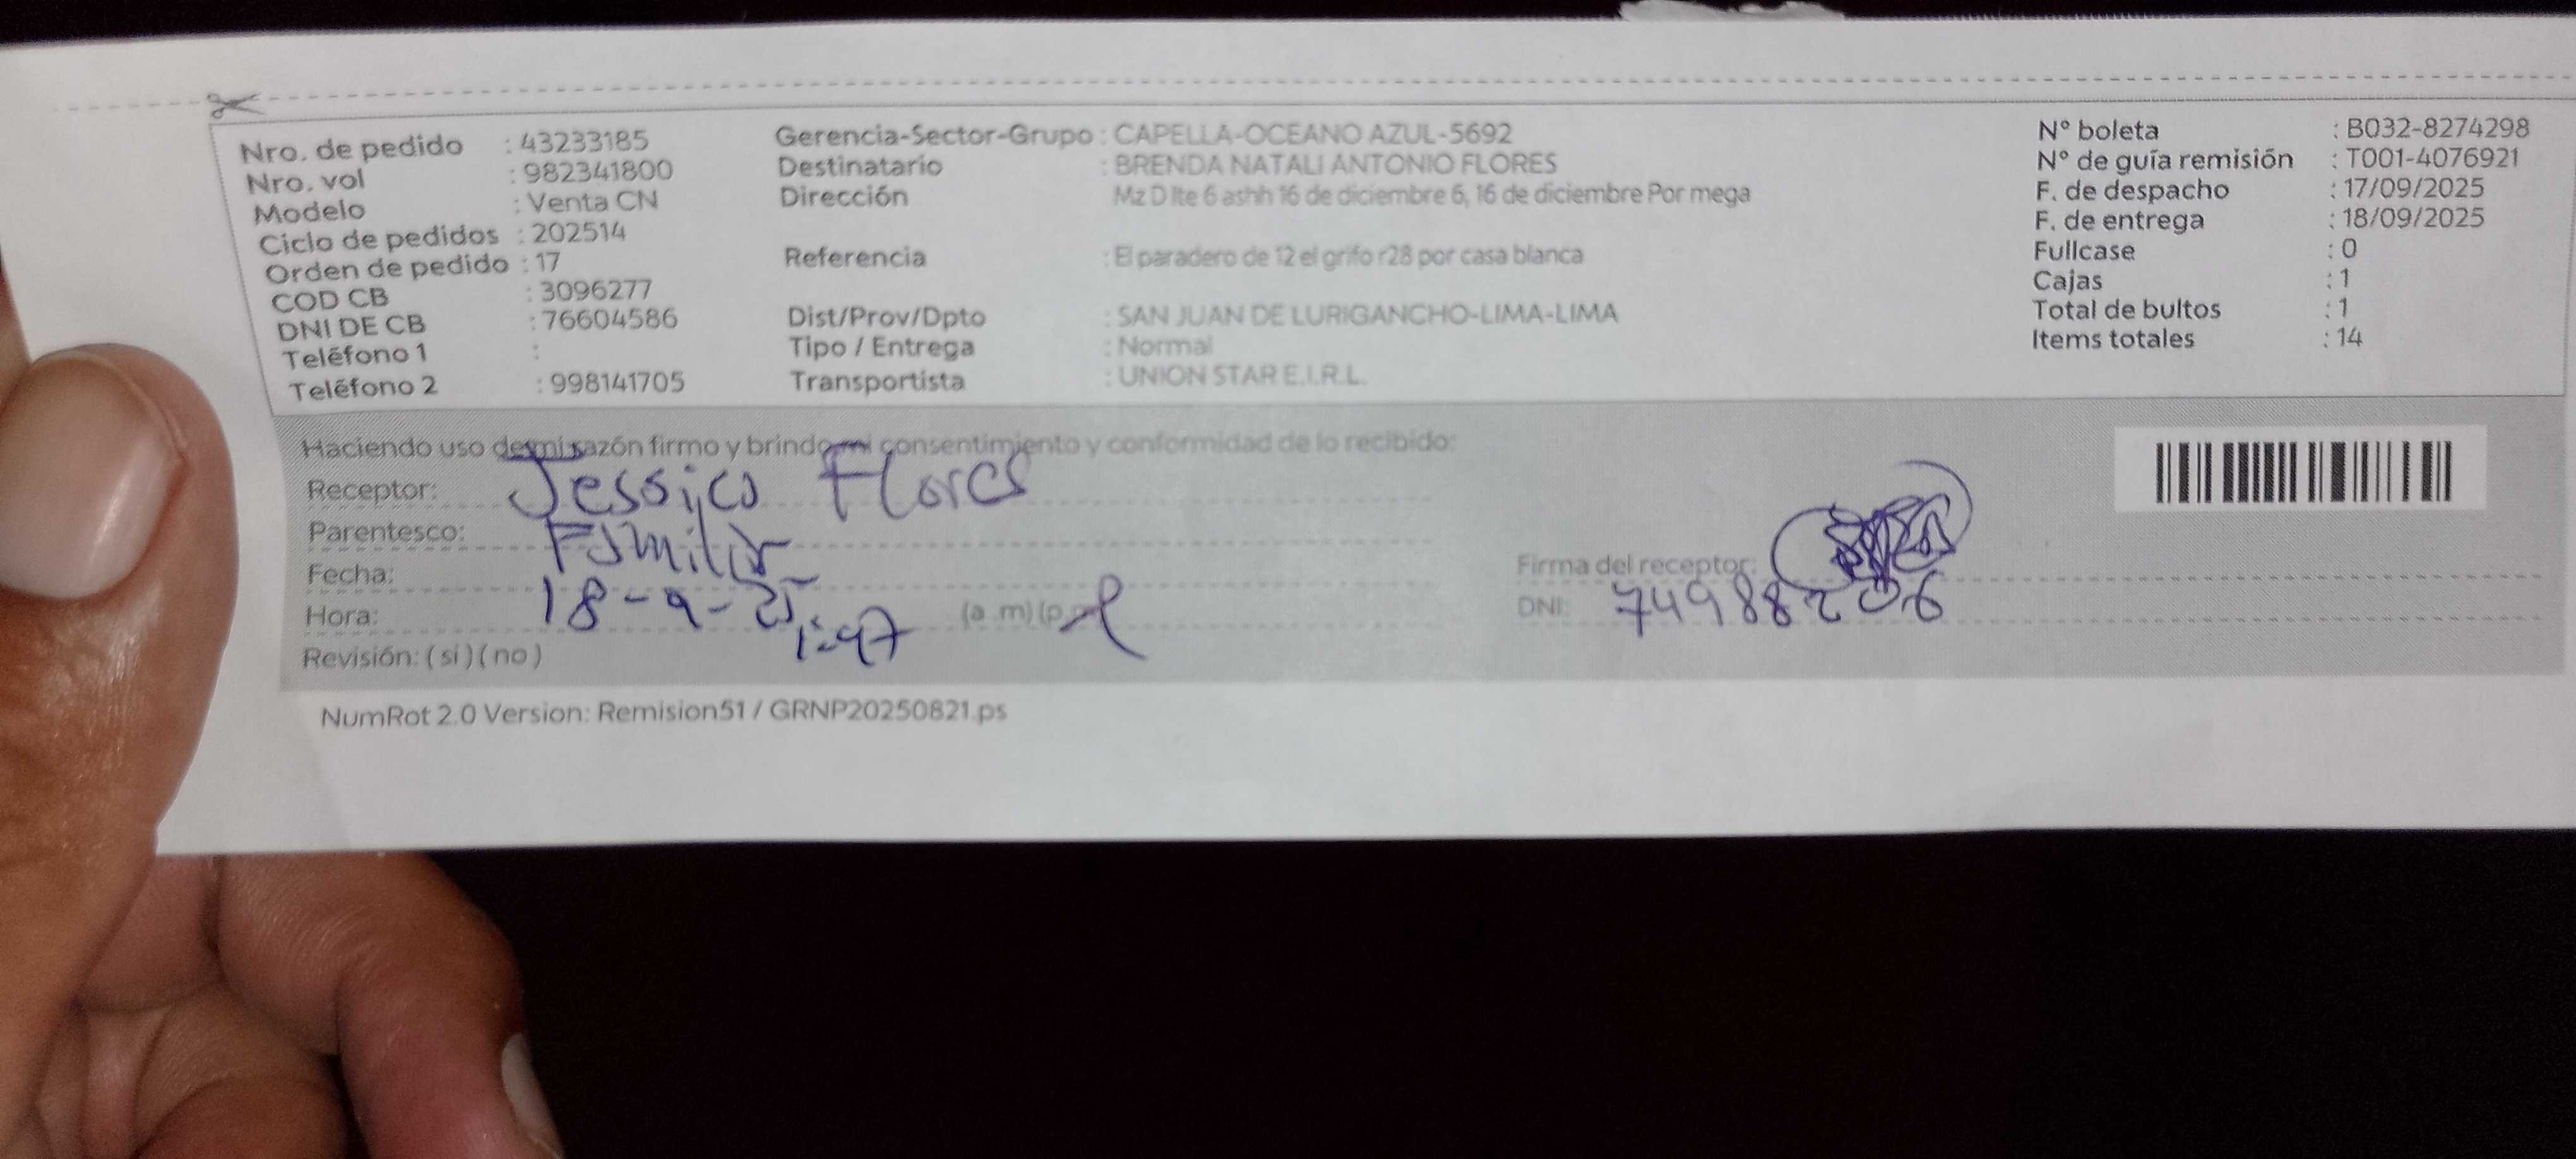 Nro. de pedido : 43233185
Nro. vol : 982341800
Modelo : Venta CN
Ciclo de pedidos : 202514
Orden de pedido : 17
COD CB : 3096277
DNI DE CB : 76604586
Teléfono 1 :
Teléfono 2 : 998141705
Gerencia-Sector-Grupo : CAPELLA-OCEANO AZUL-5692
Destinatario : BRENDA NATALI ANTONIO FLORES
Dirección Mz D lte 6 ashh 16 de diciembre 6, 16 de diciembre Por mega
Referencia : El paradero de 12 el grifo r28 por casa blanca
Dist/Prov/Dpto : SAN JUAN DE LURIGANCHO-LIMA-LIMA
Tipo / Entrega : Normal
Transportista : UNION STAR E.I.R.L.
N° boleta : B032-8274298
N° de guía remisión : T001-4076921
F. de despacho : 17/09/2025
F. de entrega : 18/09/2025
Fullcase : 0
Cajas : 1
Total de bultos : 1
Items totales : 14
Haciendo uso de mi razón firmo y brindo mi consentimiento y conformidad de lo recibido:
Receptor: Jessica Flores
Parentesco: Familiar
Fecha: 18-9-25
Hora: 1:47 (a .m) (p
Revisión: ( si ) ( no )
Firma del receptor:
DNI: 74988206
NumRot 2.0 Version: Remision51 / GRNP20250821.ps